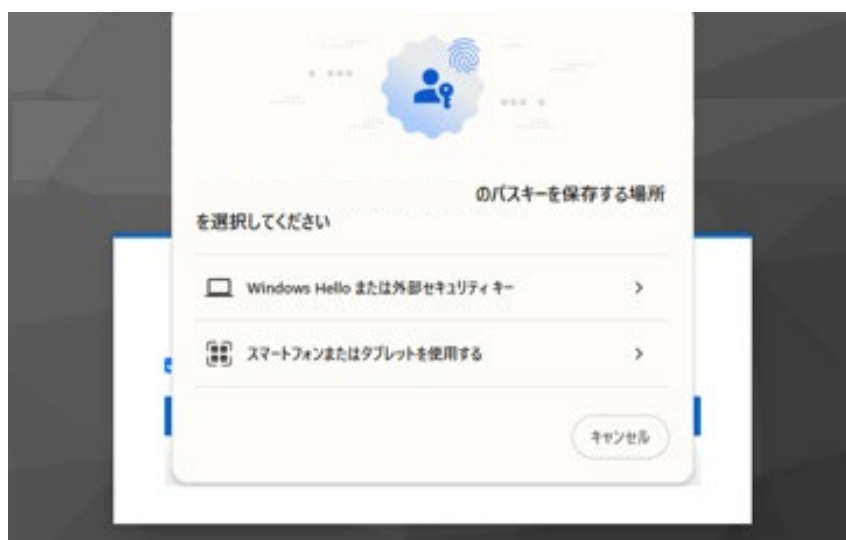 のパスキーを保存する場所
を選択してください
Windows Hello または外部セキュリティ キー
スマートフォンまたはタブレットを使用する
キャンセル